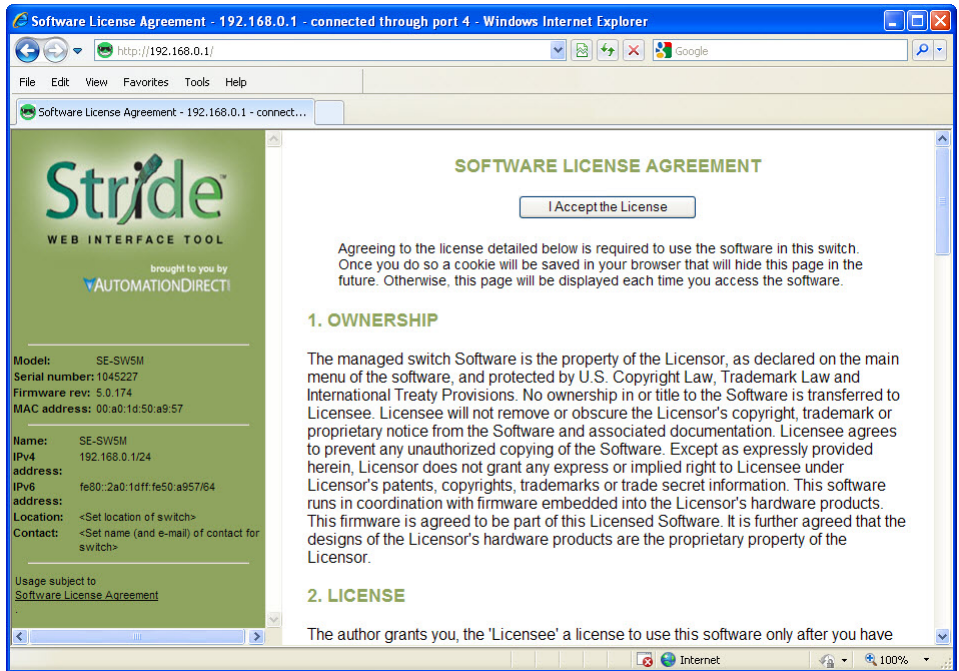 Software License Agreement - 192.168.0.1 - connected through port 4 - Windows Internet Explorer
http://192.168.0.1/
Google
File Edit View Favorites Tools Help
Software License Agreement - 192.168.0.1 - connect...
Stride™
WEB INTERFACE TOOL
brought to you by
AUTOMATIONDIRECT
Model: SE-SW5M
Serial number: 1045227
Firmware rev: 5.0.174
MAC address: 00:a0:1d:50:a9:57
Name: SE-SW5M
IPv4 address: 192.168.0.1/24
IPv6 address: fe80::2a0:1dff:fe50:a957/64
Location: <Set location of switch>
Contact: <Set name (and e-mail) of contact for
switch>
Usage subject to
Software License Agreement
.
SOFTWARE LICENSE AGREEMENT
I Accept the License
Agreeing to the license detailed below is required to use the software in this switch.
Once you do so a cookie will be saved in your browser that will hide this page in the
future. Otherwise, this page will be displayed each time you access the software.
1. OWNERSHIP
The managed switch Software is the property of the Licensor, as declared on the main
menu of the software, and protected by U.S. Copyright Law, Trademark Law and
International Treaty Provisions. No ownership in or title to the Software is transferred to
Licensee. Licensee will not remove or obscure the Licensor's copyright, trademark or
proprietary notice from the Software and associated documentation. Licensee agrees
to prevent any unauthorized copying of the Software. Except as expressly provided
herein, Licensor does not grant any express or implied right to Licensee under
Licensor's patents, copyrights, trademarks or trade secret information. This software
runs in coordination with firmware embedded into the Licensor's hardware products.
This firmware is agreed to be part of this Licensed Software. It is further agreed that the
designs of the Licensor's hardware products are the proprietary property of the
Licensor.
2. LICENSE
The author grants you, the 'Licensee' a license to use this software only after you have
Internet
100%